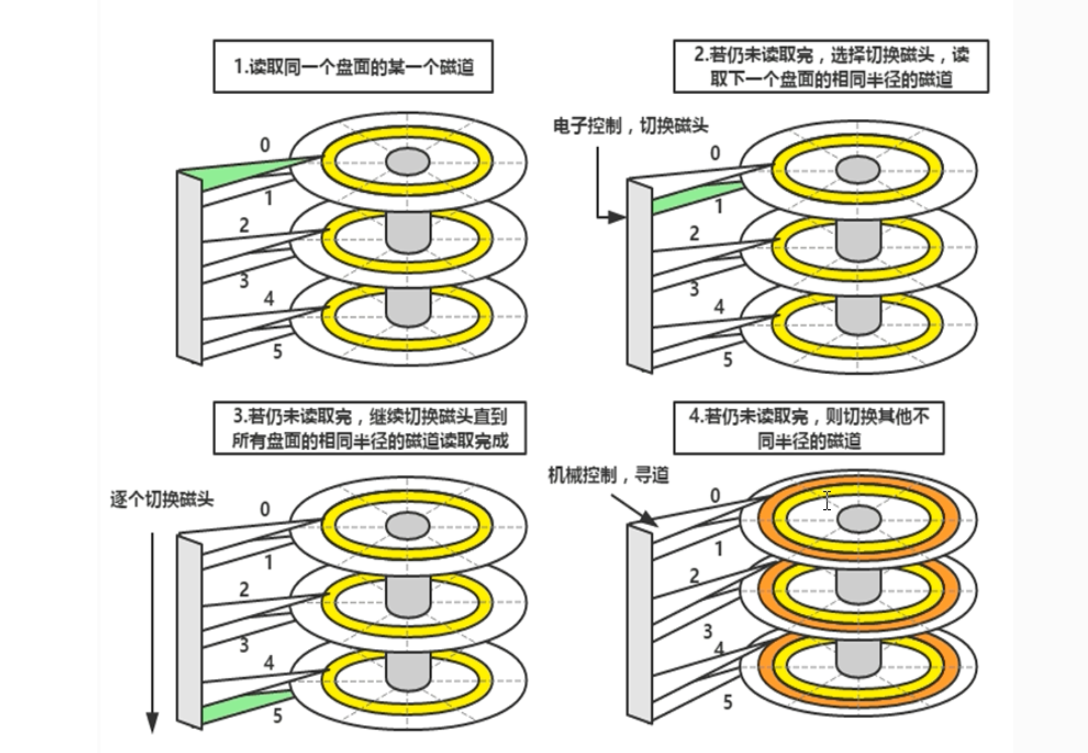 1.读取同一个盘面的某一个磁道
0
1
2
3
4
5
2.若仍未读取完，选择切换磁头，读
取下一个盘面的相同半径的磁道
电子控制，切换磁头
0
1
2
3
4
5
3.若仍未读取完，继续切换磁头直到
所有盘面的相同半径的磁道读取完成
逐个切换磁头
0
1
2
3
4
5
4.若仍未读取完，则切换其他不
同半径的磁道
机械控制，寻道
0
1
2
3
4
5